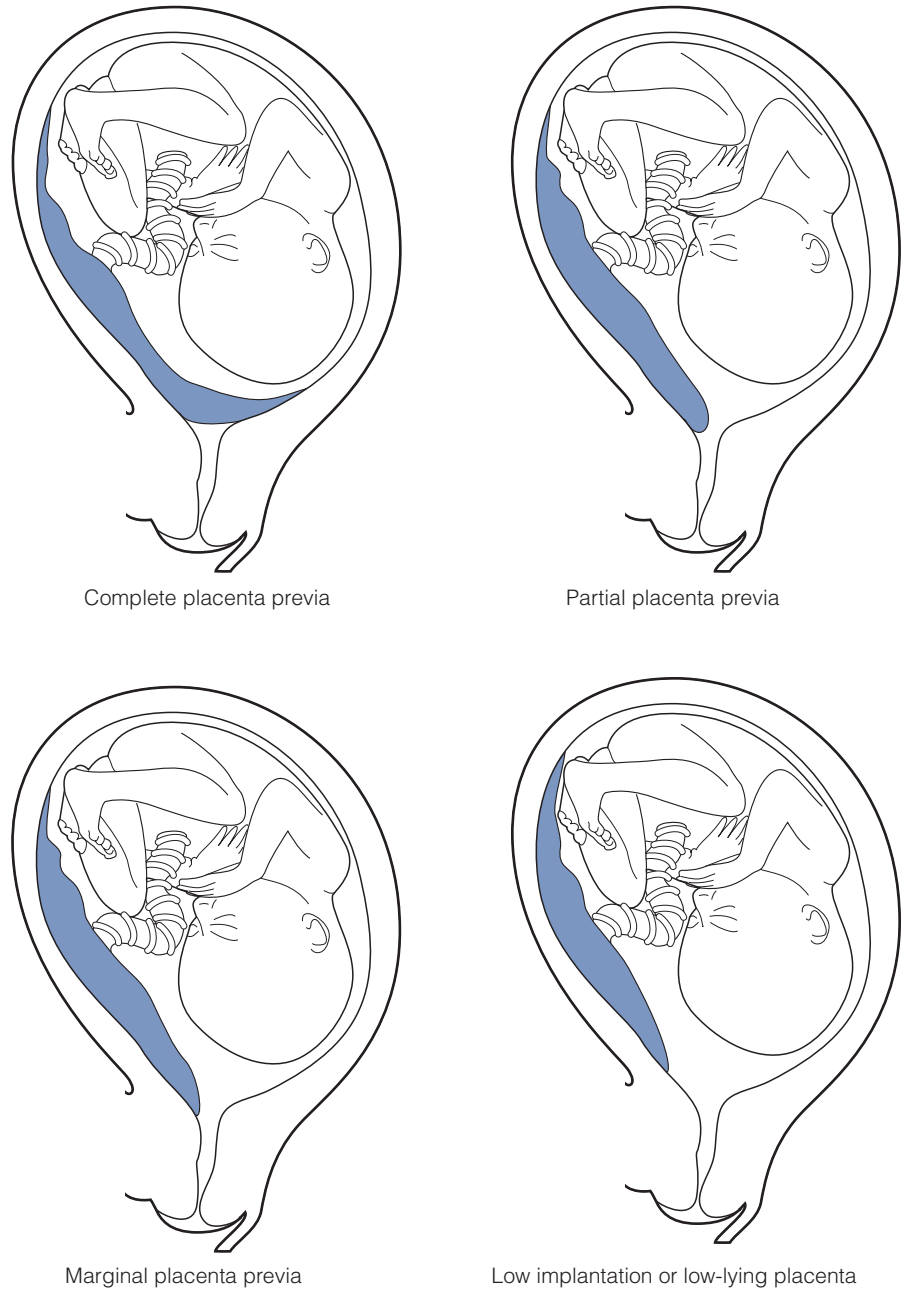 Complete placenta previa
Partial placenta previa
Marginal placenta previa
Low implantation or low-lying placenta